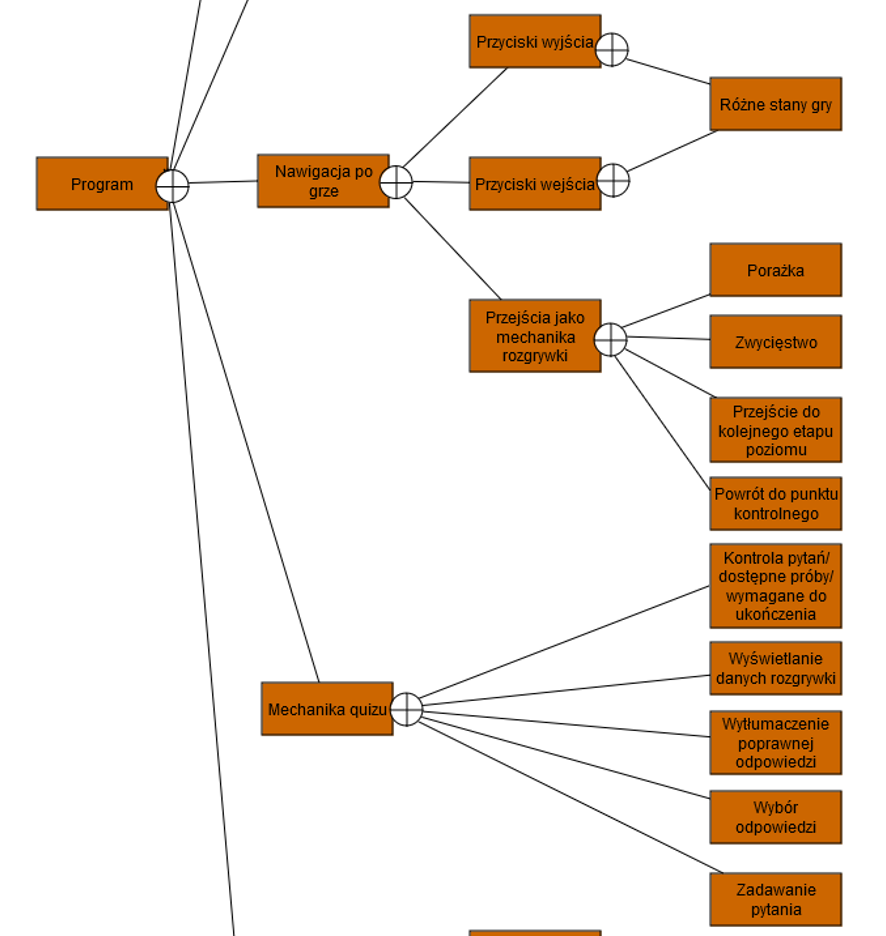 Przyciski wyjścia
Różne stany gry
Program
Nawigacja po
grze
Przyciski wejścia
Porażka
Przejścia jako
mechanika
rozgrywki
Zwycięstwo
Przejście do
kolejnego etapu
poziomu
Powrót do punktu
kontrolnego
Kontrola pytań/
dostępne próby/
wymagane do
ukończenia
Wyświetlanie
danych rozgrywki
Mechanika quizu
Wytłumaczenie
poprawnej
odpowiedzi
Wybór
odpowiedzi
Zadawanie
pytania